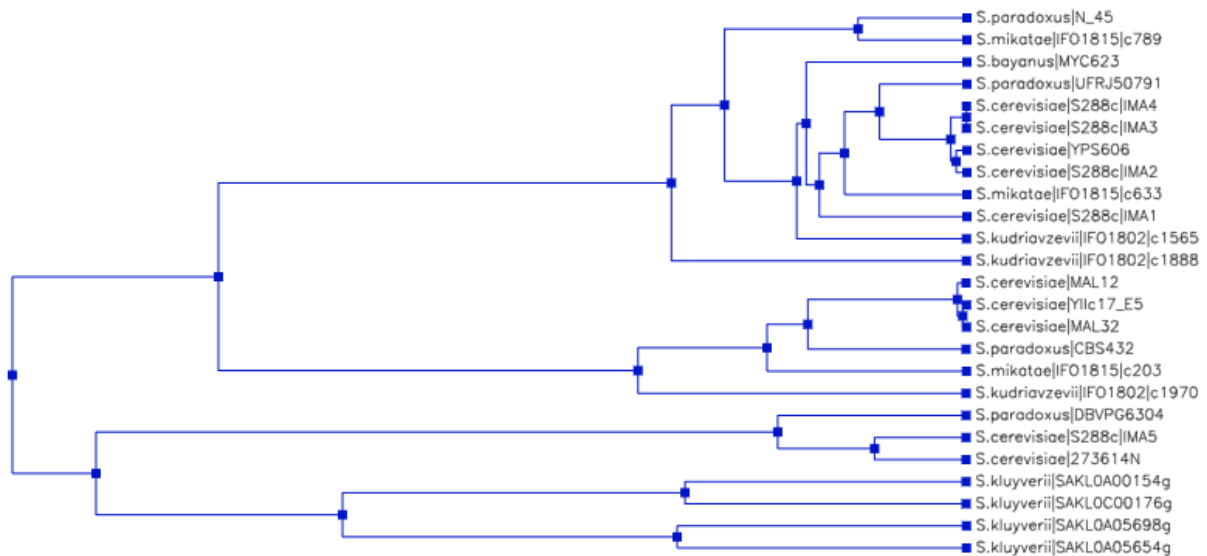 S.paradoxus|N_45
S.mikatae|IFO1815|c789
S.bayanus|MYC623
S.paradoxus|UFRJ50791
S.cerevisiae|S288c|IMA4
S.cerevisiae|S288c|IMA3
S.cerevisiae|YPS606
S.cerevisiae|S288c|IMA2
S.mikatae|IFO1815|c633
S.cerevisiae|S288c|IMA1
S.kudriavzevii|IFO1802|c1565
S.kudriavzevii|IFO1802|c1888
S.cerevisiae|MAL12
S.cerevisiae|YIIc17_E5
S.cerevisiae|MAL32
S.paradoxus|CBS432
S.mikatae|IFO1815|c203
S.kudriavzevii|IFO1802|c1970
S.paradoxus|DBVPG6304
S.cerevisiae|S288c|IMA5
S.cerevisiae|273614N
S.kluyverii|SAKL0A00154g
S.kluyverii|SAKL0C00176g
S.kluyverii|SAKL0A05698g
S.kluyverii|SAKL0A05654g